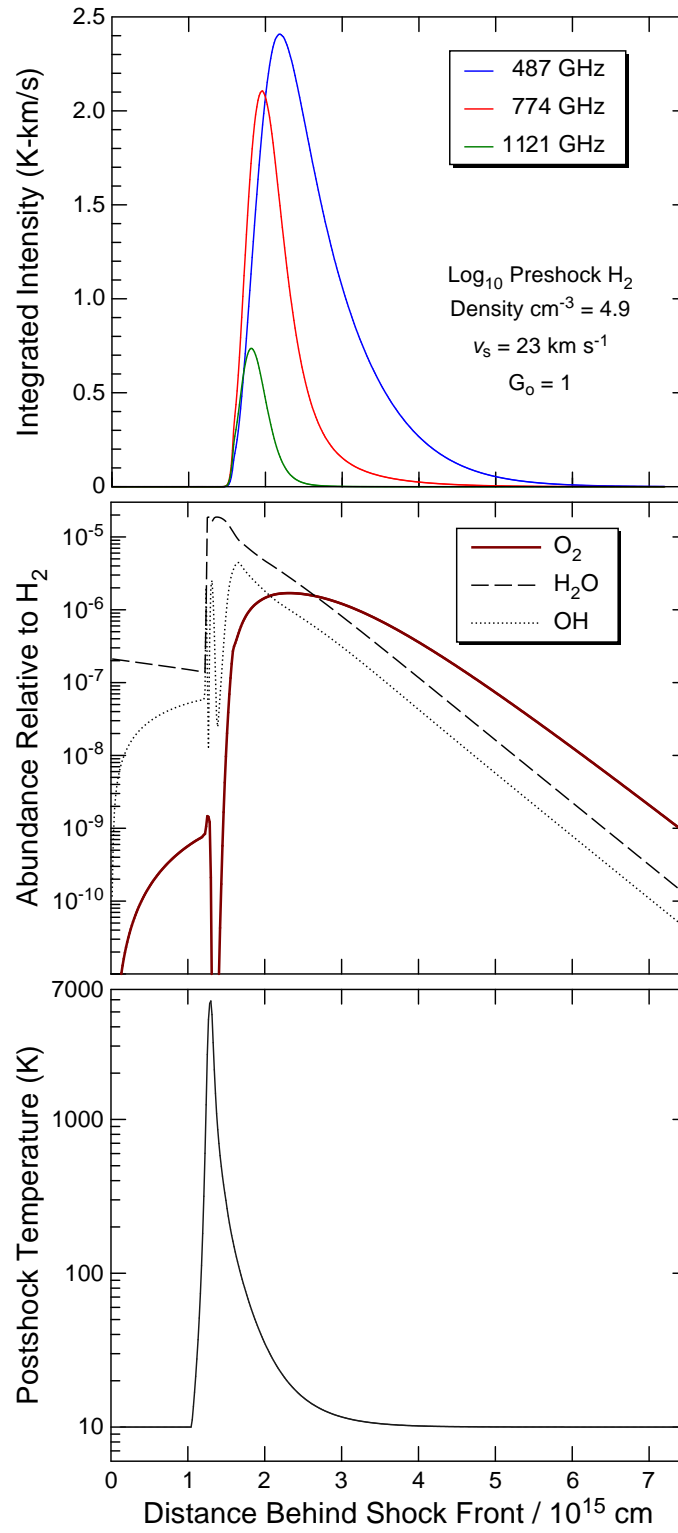 2.5
2.0
1.5
1.0
0.5
0
Integrated Intensity (K-km/s)
487 GHz
774 GHz
1121 GHz
Log₁₀ Preshock H₂
Density cm⁻³ = 4.9
vₛ = 23 km s⁻¹
Gₒ = 1
10⁻⁵
10⁻⁶
10⁻⁷
10⁻⁸
10⁻⁹
10⁻¹⁰
Abundance Relative to H₂
O₂
H₂O
OH
7000
1000
100
10
Postshock Temperature (K)
0 1 2 3 4 5 6 7
Distance Behind Shock Front / 10¹⁵ cm